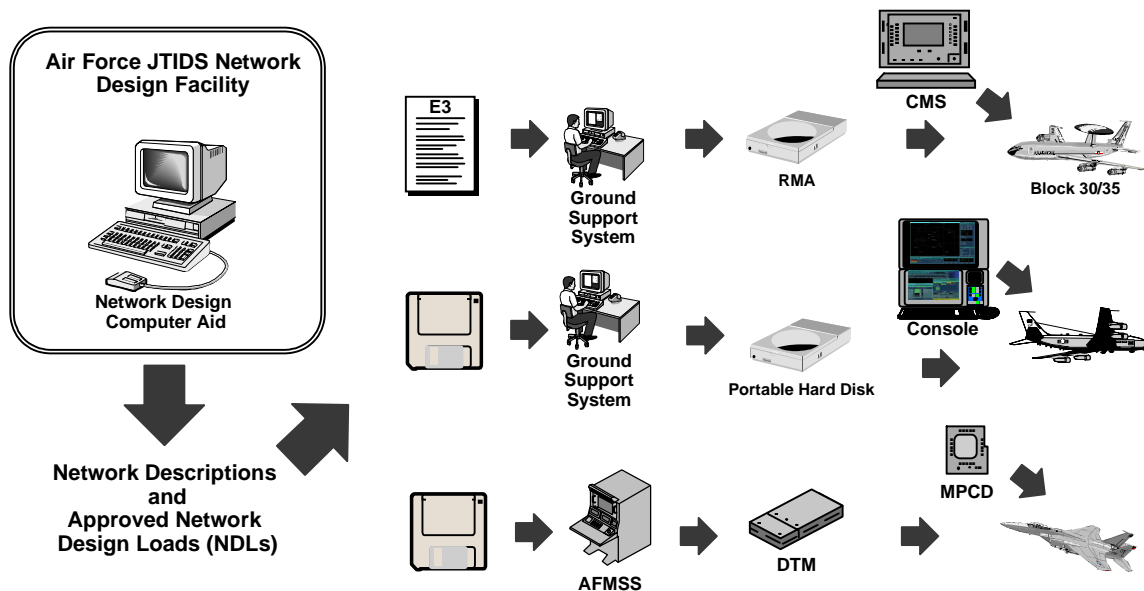 Air Force JTIDS Network
Design Facility
Network Design
Computer Aid
Network Descriptions
and
Approved Network
Design Loads (NDLs)
E3
Ground
Support
System
RMA
CMS
Block 30/35
Ground
Support
System
Portable Hard Disk
Console
AFMSS
DTM
MPCD